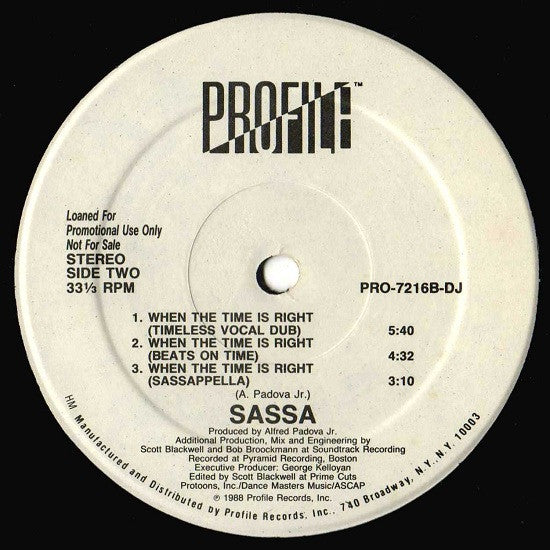 PROFILE™
Loaned For
Promotional Use Only
Not For Sale
STEREO
SIDE TWO
33⅓ RPM
PRO-7216B-DJ
1. WHEN THE TIME IS RIGHT
(TIMELESS VOCAL DUB) 5:40
2. WHEN THE TIME IS RIGHT
(BEATS ON TIME) 4:32
3. WHEN THE TIME IS RIGHT
(SASSAPPELLA) 3:10
(A. Padova Jr.)
SASSA
Produced by Alfred Padova Jr.
Additional Production, Mix and Engineering by
Scott Blackwell and Bob Broockmann at Soundtrack Recording
Recorded at Pyramid Recording, Boston
Executive Producer: George Kelloyan
Edited by Scott Blackwell at Prime Cuts
Protoons, Inc./Dance Masters Music/ASCAP
℗ 1988 Profile Records, Inc.
HM Manufactured and Distributed by Profile Records, Inc., 740 Broadway, N.Y., N.Y. 10003